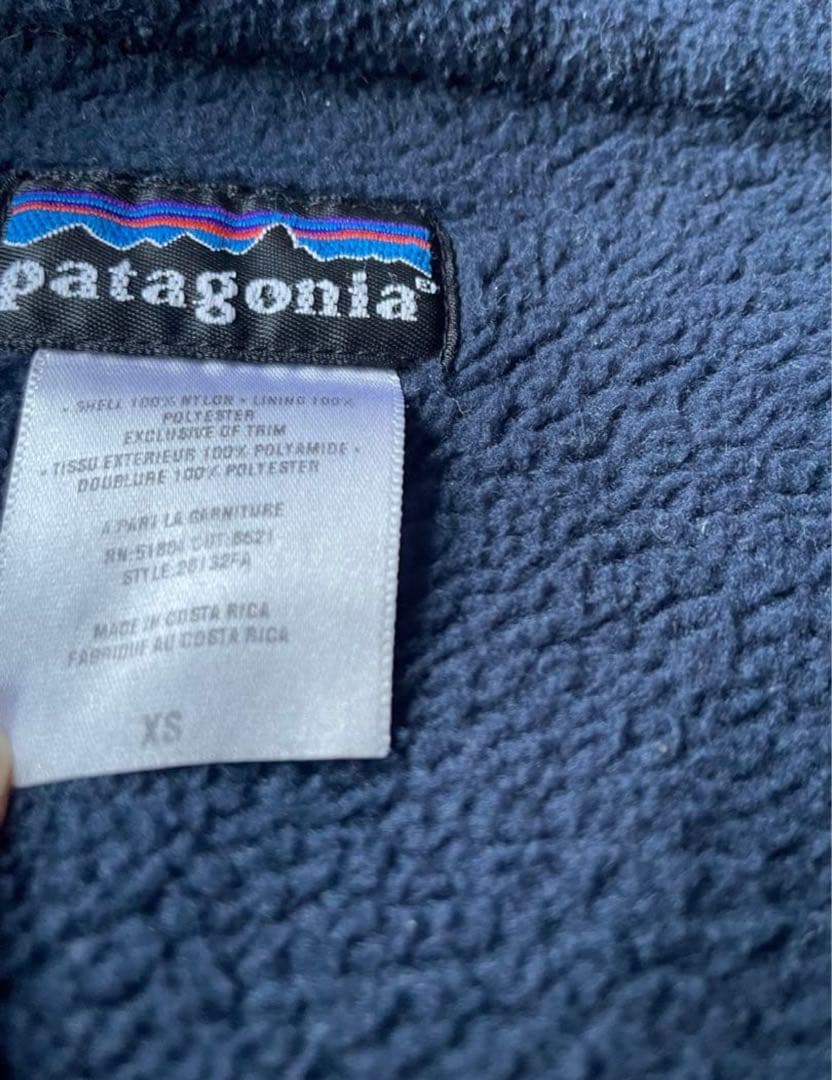 patagonia
• SHELL 100% NYLON • LINING 100%
POLYESTER
EXCLUSIVE OF TRIM
• TISSU EXTERIEUR 100% POLYAMIDE •
DOUBLURE 100% POLYESTER
A PART LA GARNITURE
RN:51884 CUT:8621
STYLE:28132FA
MADE IN COSTA RICA
FABRIQUE AU COSTA RICA
XS